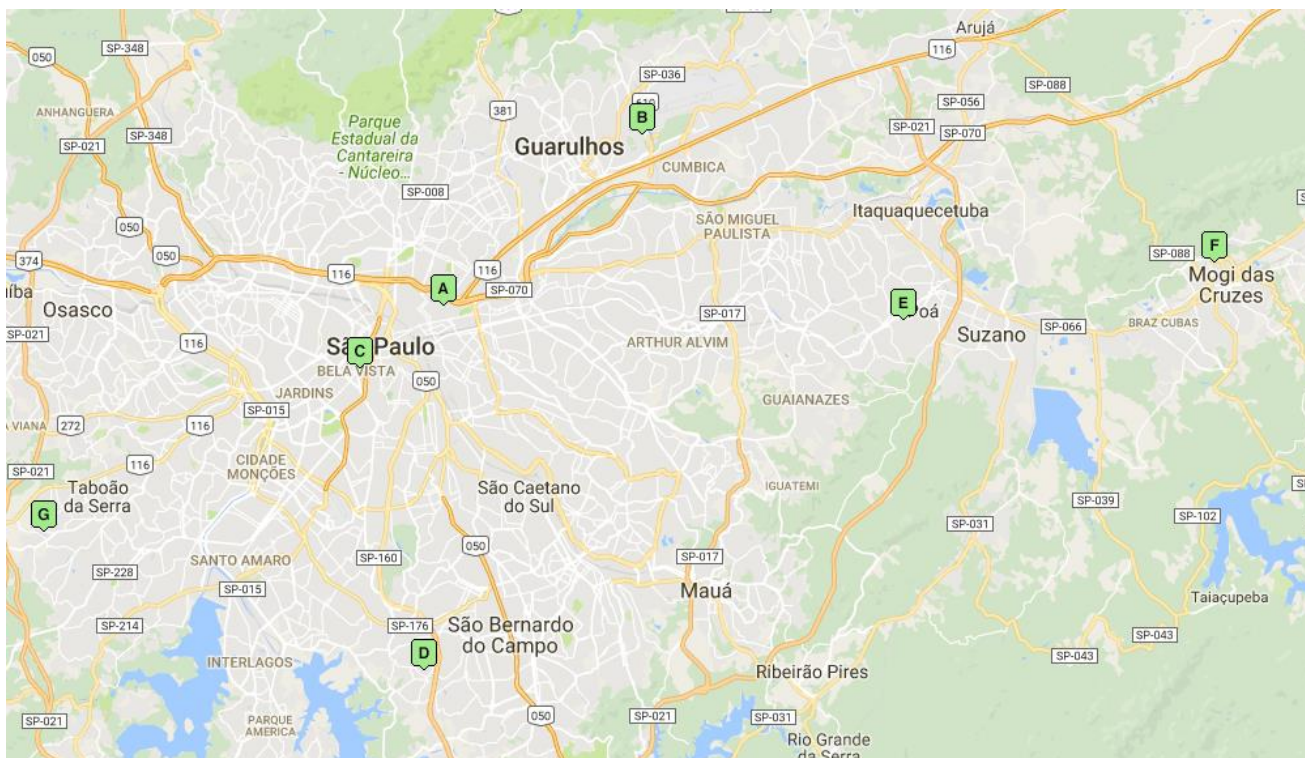 Arujá
050
SP-348
116
SP-036
SP-088
381
610
ANHANGUERA
SP-056
B
Parque
Estadual da
Cantareira
- Núcleo...
SP-348
SP-021
SP-070
Guarulhos
SP-021
CUMBICA
SP-008
Itaquaquecetuba
SÃO MIGUEL
PAULISTA
050
F
050
SP-088
374
116
116
Mogi das
Cruzes
A
SP-070
Osasco
E
Poá
SP-017
BRAZ CUBAS
SP-066
SP-021
Suzano
116
ARTHUR ALVIM
São Paulo
C
BELA VISTA
050
JARDINS
GUAIANAZES
SP-015
272
116
A VIANA
CIDADE
MONÇÕES
116
SP-021
Taboão
da Serra
São Caetano
do Sul
IGUATEMI
SP-039
G
SP-102
SP-031
050
SANTO AMARO
SP-160
SP-017
SP-228
SP-015
Mauá
Taiaçupeba
SP-214
SP-176
São Bernardo
do Campo
SP-043
D
SP-043
INTERLAGOS
Ribeirão Pires
SP-021
PARQUE
AMERICA
050
SP-021
SP-031
Rio Grande
da Serra